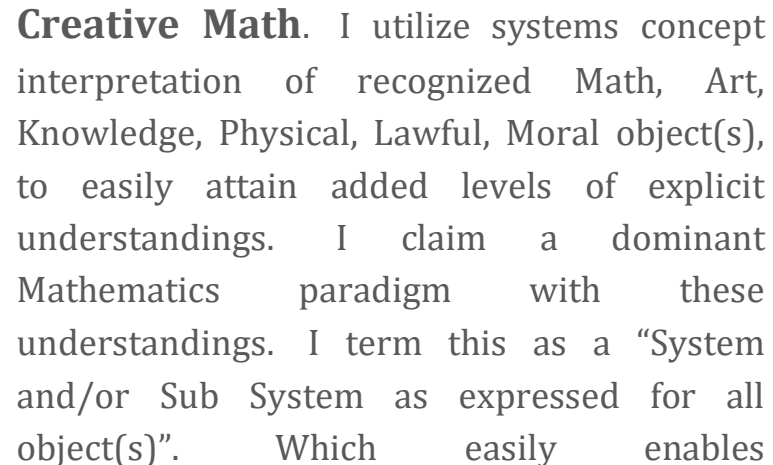 Creative Math. I utilize systems concept
interpretation of recognized Math, Art,
Knowledge, Physical, Lawful, Moral object(s),
to easily attain added levels of explicit
understandings. I claim a dominant
Mathematics paradigm with these
understandings. I term this as a “System
and/or Sub System as expressed for all
object(s)”. Which easily enables